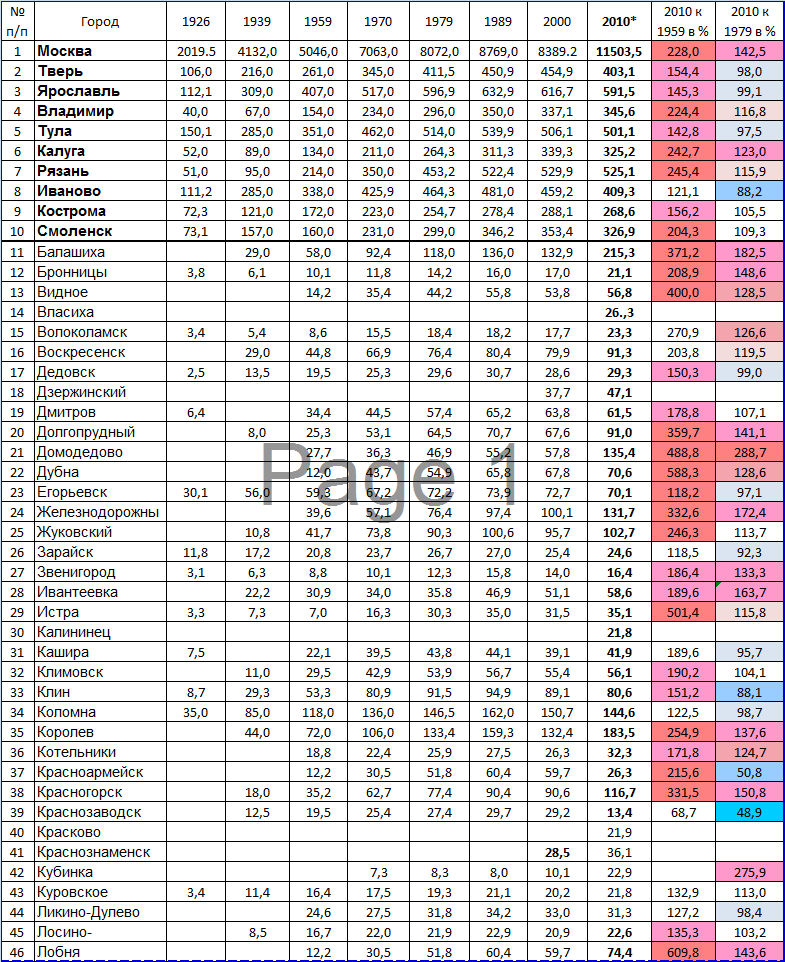 № п/п Город 1926 1939 1959 1970 1979 1989 2000 2010* 2010 к 1959 в % 2010 к 1979 в %
1 Москва 2019.5 4132,0 5046,0 7063,0 8072,0 8769,0 8389.2 11503,5 228,0 142,5
2 Тверь 106,0 216,0 261,0 345,0 411,5 450,9 454,9 403,1 154,4 98,0
3 Ярославль 112,1 309,0 407,0 517,0 596,9 632,9 616,7 591,5 145,3 99,1
4 Владимир 40,0 67,0 154,0 234,0 296,0 350,0 337,1 345,6 224,4 116,8
5 Тула 150,1 285,0 351,0 462,0 514,0 539,9 506,1 501,1 142,8 97,5
6 Калуга 52,0 89,0 134,0 211,0 264,3 311,3 339,3 325,2 242,7 123,0
7 Рязань 51,0 95,0 214,0 350,0 453,2 522,4 529,9 525,1 245,4 115,9
8 Иваново 111,2 285,0 338,0 425,9 464,3 481,0 459,2 409,3 121,1 88,2
9 Кострома 72,3 121,0 172,0 223,0 254,7 278,4 288,1 268,6 156,2 105,5
10 Смоленск 73,1 157,0 160,0 231,0 299,0 346,2 353,4 326,9 204,3 109,3
11 Балашиха 29,0 58,0 92,4 118,0 136,0 132,9 215,3 371,2 182,5
12 Бронницы 3,8 6,1 10,1 11,8 14,2 16,0 17,0 21,1 208,9 148,6
13 Видное 14,2 35,4 44,2 55,8 53,8 56,8 400,0 128,5
14 Власиха 26.,3
15 Волоколамск 3,4 5,4 8,6 15,5 18,4 18,2 17,7 23,3 270,9 126,6
16 Воскресенск 29,0 44,8 66,9 76,4 80,4 79,9 91,3 203,8 119,5
17 Дедовск 2,5 13,5 19,5 25,3 29,6 30,7 28,6 29,3 150,3 99,0
18 Дзержинский 37,7 47,1
19 Дмитров 6,4 34,4 44,5 57,4 65,2 63,8 61,5 178,8 107,1
20 Долгопрудный 8,0 25,3 53,1 64,5 70,7 67,6 91,0 359,7 141,1
21 Домодедово 27,7 36,3 46,9 55,2 57,8 135,4 488,8 288,7
22 Дубна 12,0 43,7 54,9 65,8 67,8 70,6 588,3 128,6
23 Егорьевск 30,1 56,0 59,3 67,2 72,2 73,9 72,7 70,1 118,2 97,1
24 Железнодорожны 39,6 57,1 76,4 97,4 100,1 131,7 332,6 172,4
25 Жуковский 10,8 41,7 73,8 90,3 100,6 95,7 102,7 246,3 113,7
26 Зарайск 11,8 17,2 20,8 23,7 26,7 27,0 25,4 24,6 118,5 92,3
27 Звенигород 3,1 6,3 8,8 10,1 12,3 15,8 14,0 16,4 186,4 133,3
28 Ивантеевка 22,2 30,9 34,0 35.8 46,9 51,1 58,6 189,6 163,7
29 Истра 3,3 7,3 7,0 16,3 30,3 35,0 31,5 35,1 501,4 115,8
30 Калининец 21,8
31 Кашира 7,5 22,1 39,5 43,8 44,1 39,1 41,9 189,6 95,7
32 Климовск 11,0 29,5 42,9 53,9 56,7 55,4 56,1 190,2 104,1
33 Клин 8,7 29,3 53,3 80,9 91,5 94,9 89,1 80,6 151,2 88,1
34 Коломна 35,0 85,0 118,0 136,0 146,5 162,0 150,7 144,6 122,5 98,7
35 Королев 44,0 72,0 106,0 133,4 159,3 132,4 183,5 254,9 137,6
36 Котельники 18,8 22,4 25,9 27,5 26,3 32,3 171,8 124,7
37 Красноармейск 12,2 30,5 51,8 60,4 59,7 26,3 215,6 50,8
38 Красногорск 18,0 35,2 62,7 77,4 90,4 90,6 116,7 331,5 150,8
39 Краснозаводск 12,5 19,5 25,4 27,4 29,7 29,2 13,4 68,7 48,9
40 Красково 21,9
41 Краснознаменск 28,5 36,1
42 Кубинка 7,3 8,3 8,0 10,1 22,9 275,9
43 Куровское 3,4 11,4 16,4 17,5 19,3 21,1 20,2 21,8 132,9 113,0
44 Ликино-Дулево 24,6 27,5 31,8 34,2 33,0 31,3 127,2 98,4
45 Лосино- 8,5 16,7 22,0 21,9 22,9 20,9 22,6 135,3 103,2
46 Лобня 12,2 30,5 51,8 60,4 59,7 74,4 609,8 143,6
Page 1